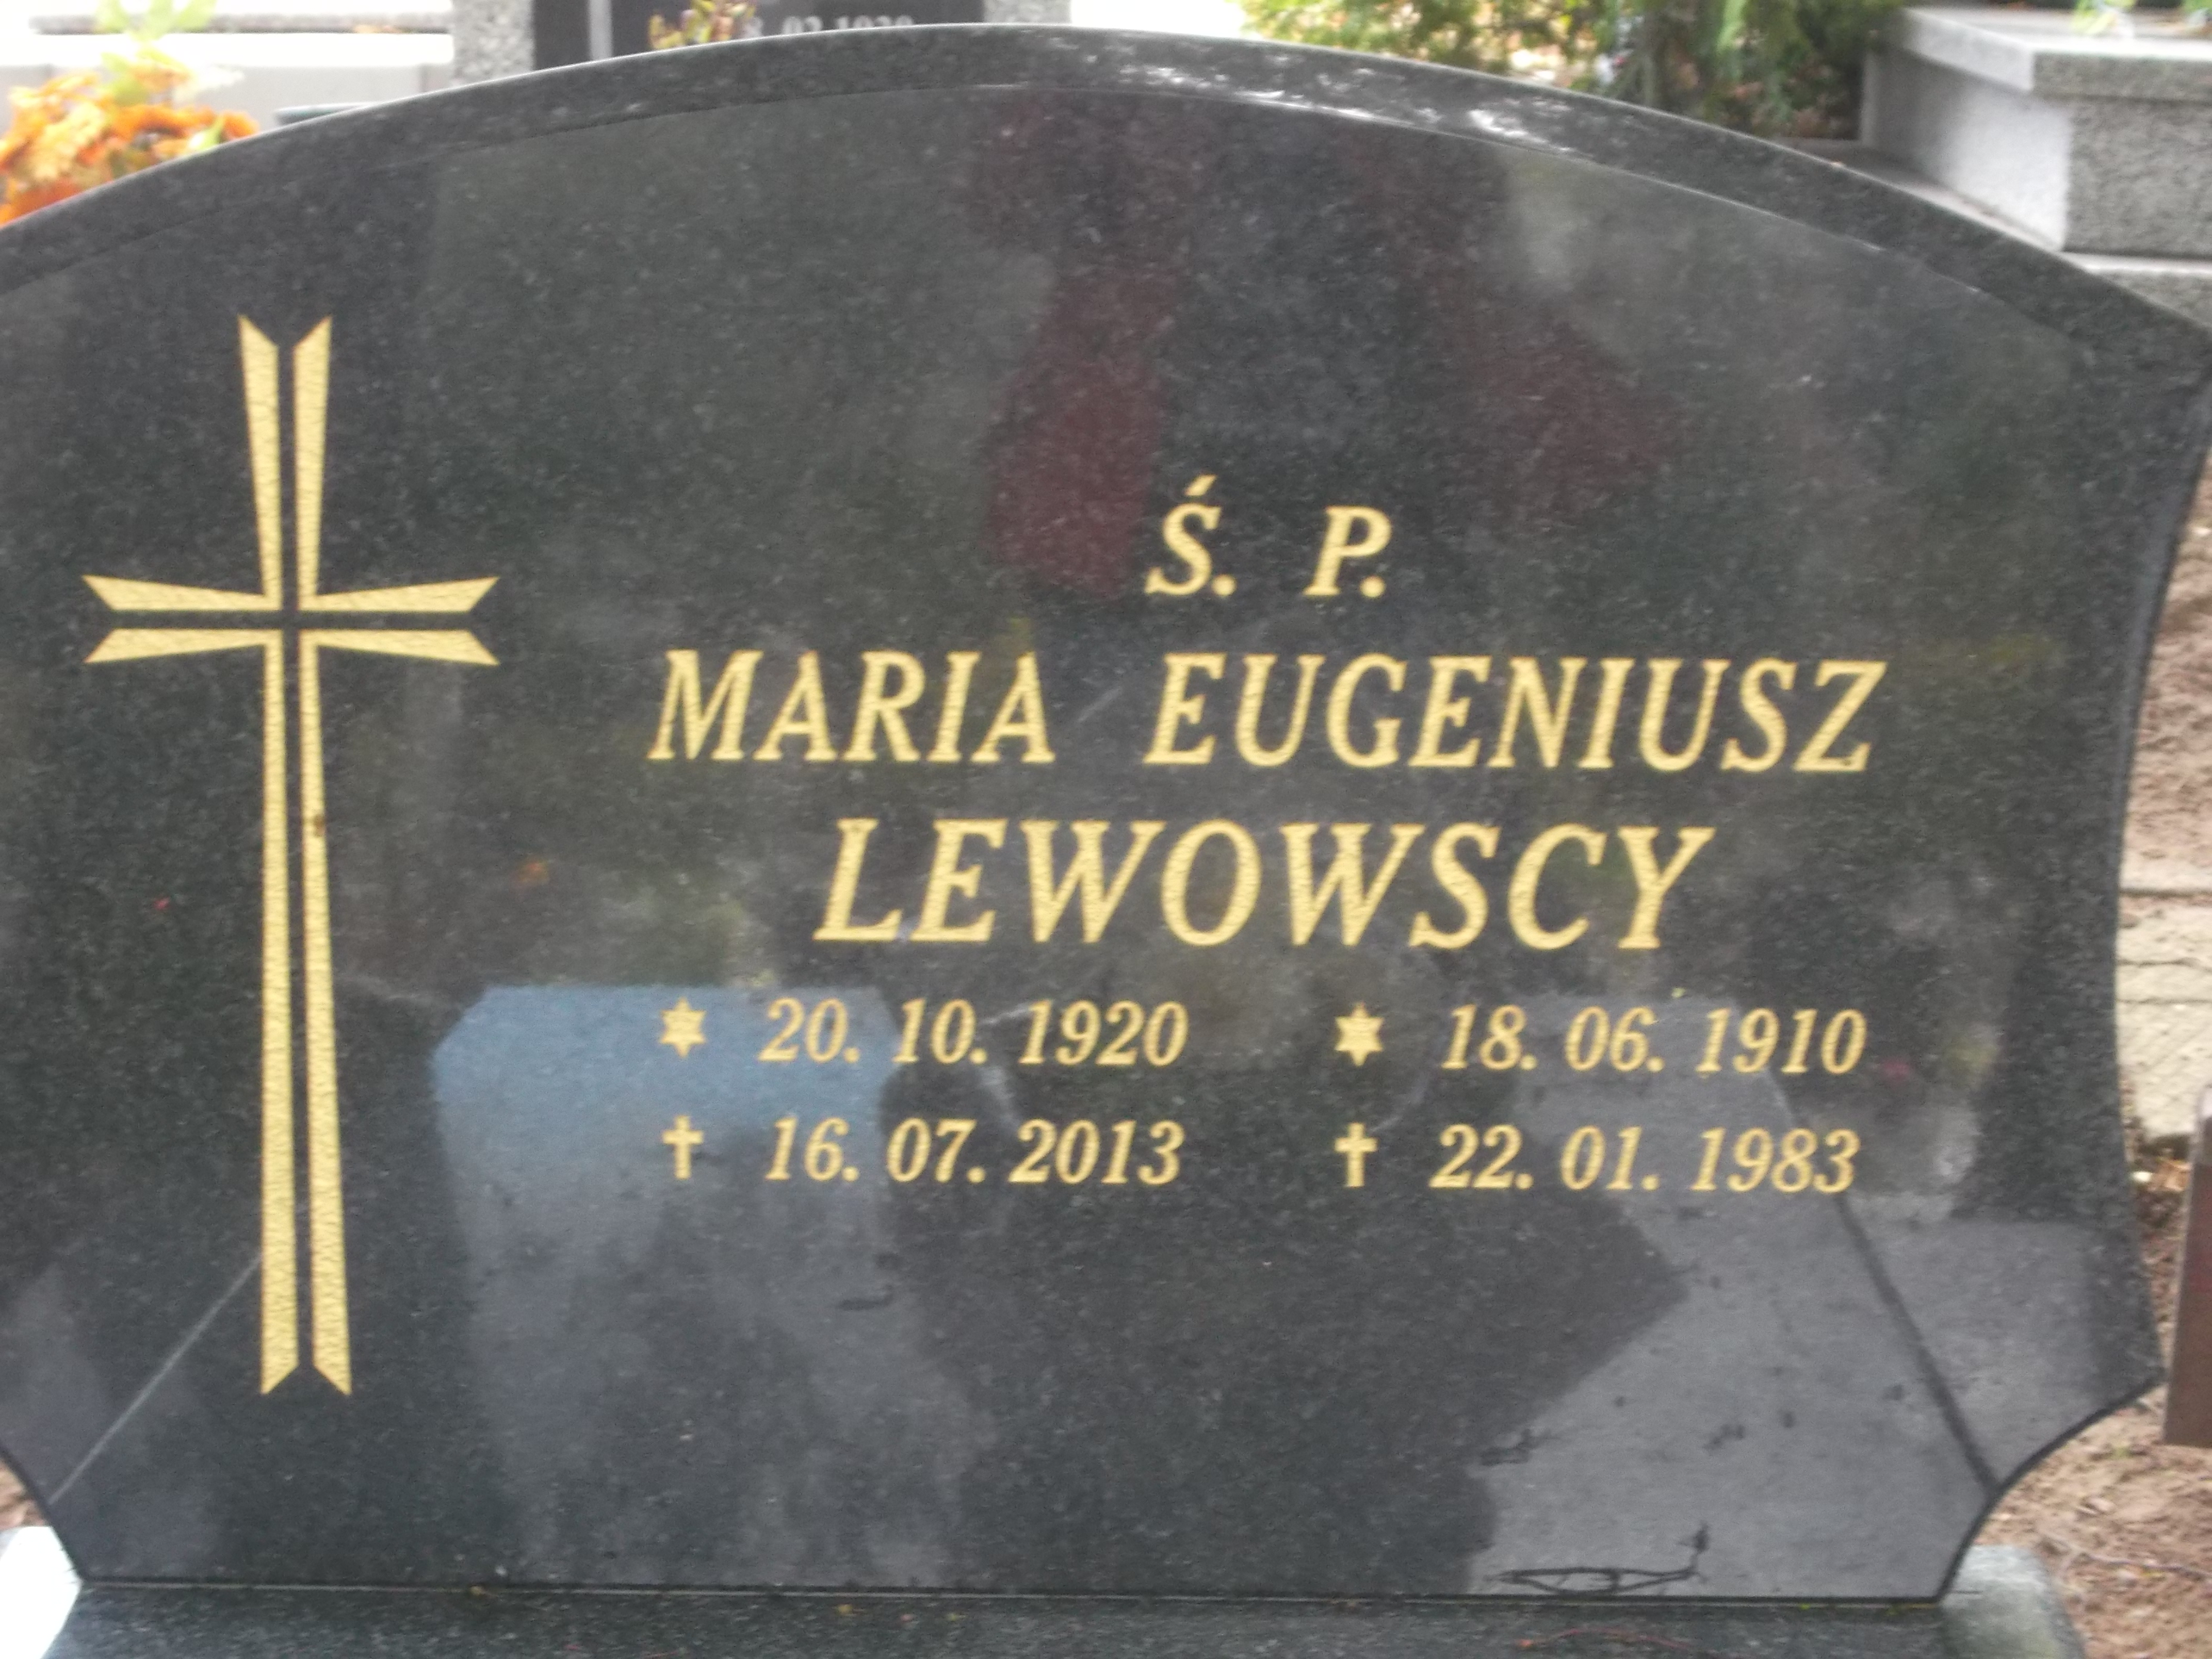 Ś. P.
MARIA EUGENIUSZ
LEWOWSCY
20. 10. 1920 18. 06. 1910
16. 07. 2013 22. 01. 1983